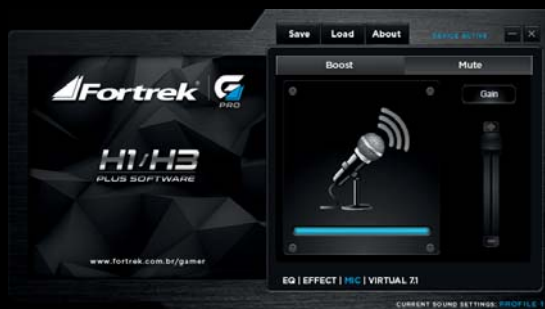 Save Load About DEVICE ACTIVE
Boost Mute
Fortrek G PRO
Gain
H1/H3
PLUS SOFTWARE
www.fortrek.com.br/gamer
EQ | EFFECT | MIC | VIRTUAL 7.1
CURRENT SOUND SETTINGS: PROFILE 1